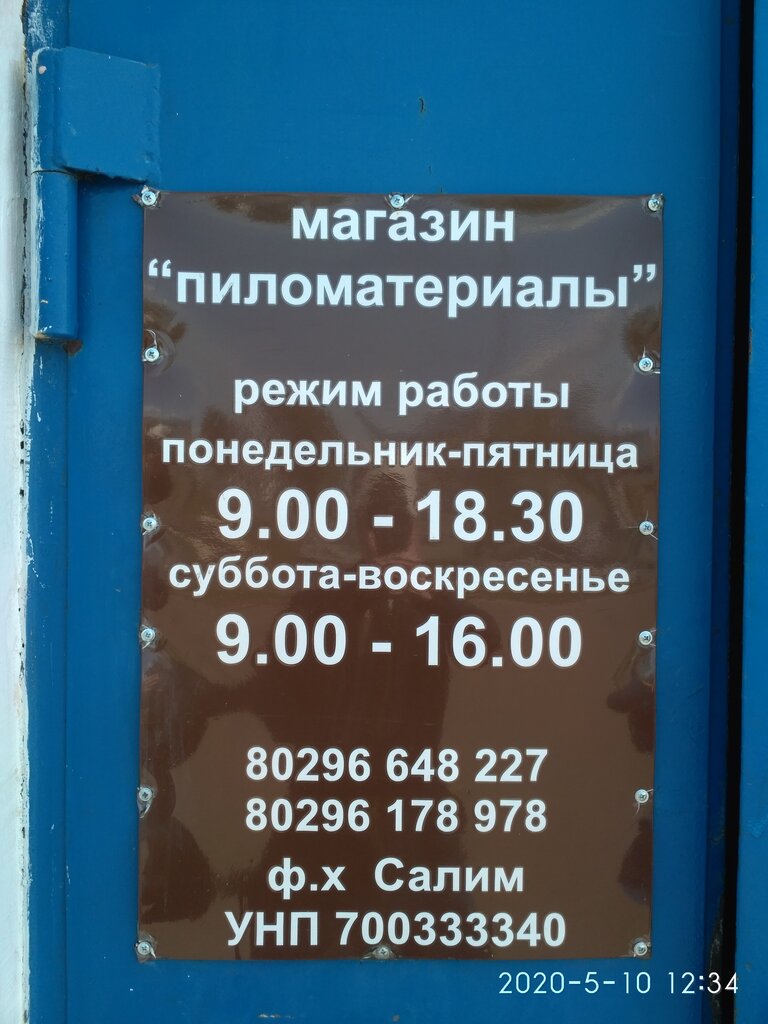 магазин
“пиломатериалы”
режим работы
понедельник-пятница
9.00 - 18.30
суббота-воскресенье
9.00 - 16.00
80296 648 227
80296 178 978
ф.х Салим
УНП 700333340
2020-5-10 12:34